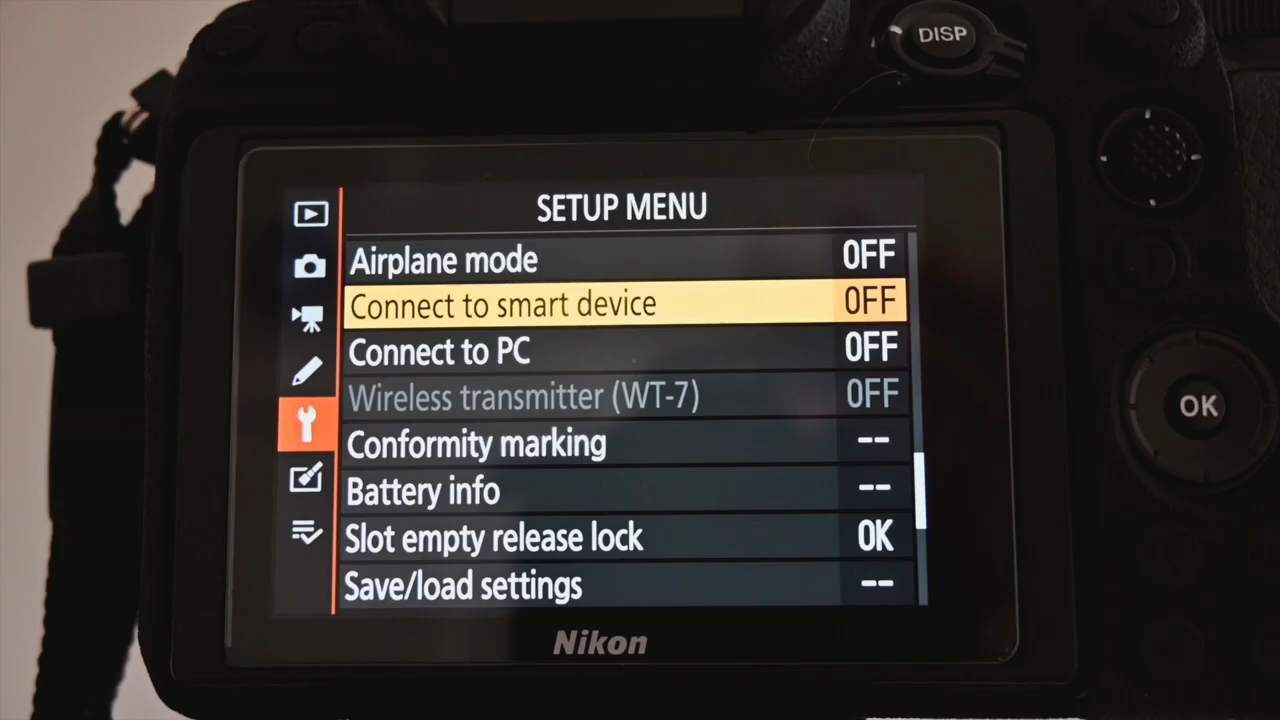 DISP
SETUP MENU
Airplane mode OFF
Connect to smart device OFF
Connect to PC OFF
Wireless transmitter (WT-7) OFF
Conformity marking --
Battery info --
Slot empty release lock OK
Save/load settings --
OK
Nikon